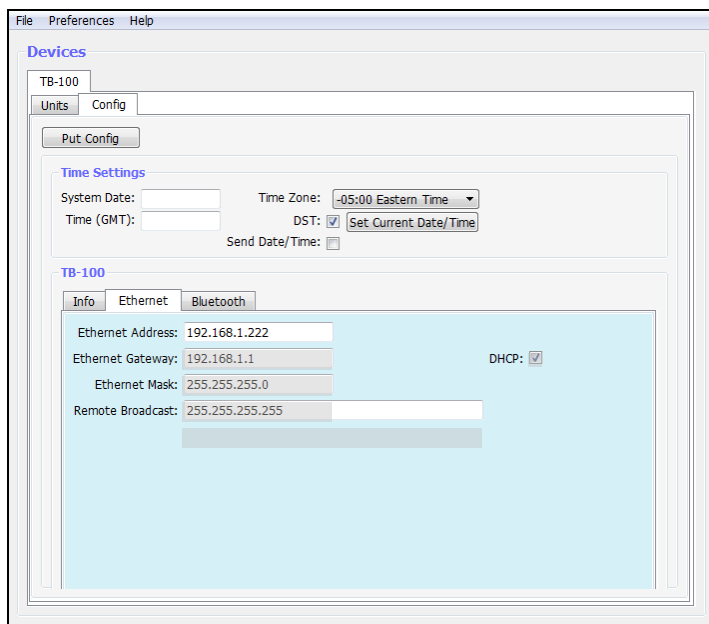 File Preferences Help
Devices
TB-100
Units Config
Put Config
Time Settings
System Date: Time Zone: -05:00 Eastern Time
Time (GMT): DST: Set Current Date/Time
Send Date/Time:
TB-100
Info Ethernet Bluetooth
Ethernet Address: 192.168.1.222
Ethernet Gateway: 192.168.1.1 DHCP:
Ethernet Mask: 255.255.255.0
Remote Broadcast: 255.255.255.255